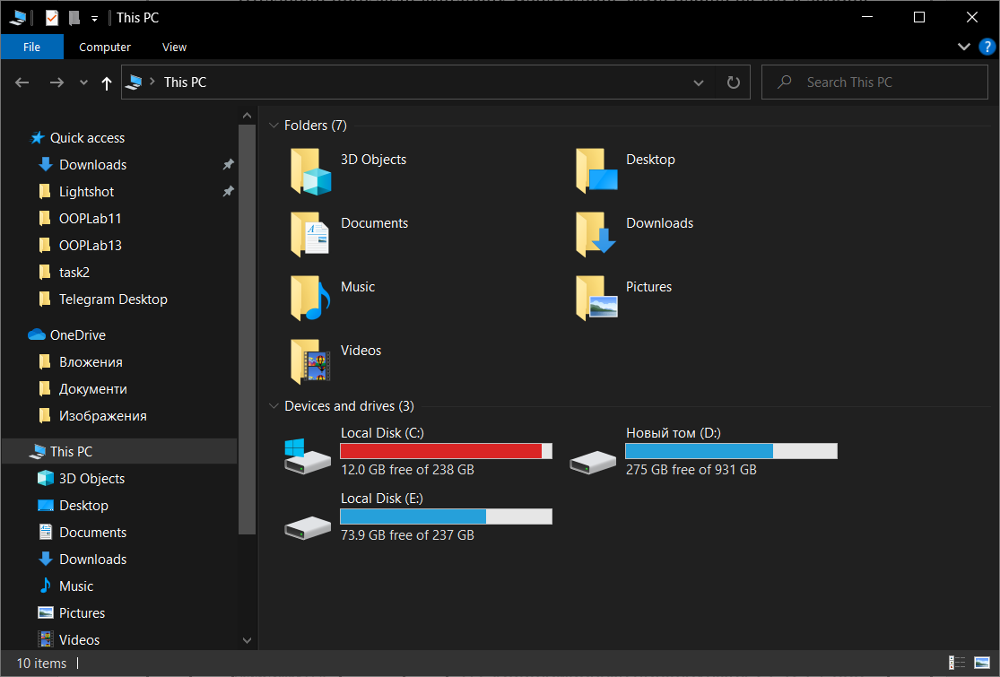 This PC
File Computer View
?
This PC
Search This PC
Quick access
Downloads
Lightshot
OOPLab11
OOPLab13
task2
Telegram Desktop
OneDrive
Вложения
Документи
Изображения
This PC
3D Objects
Desktop
Documents
Downloads
Music
Pictures
Videos
Folders (7)
3D Objects
Desktop
Documents
Downloads
Music
Pictures
Videos
Devices and drives (3)
Local Disk (C:)
12.0 GB free of 238 GB
Новый том (D:)
275 GB free of 931 GB
Local Disk (E:)
73.9 GB free of 237 GB
10 items